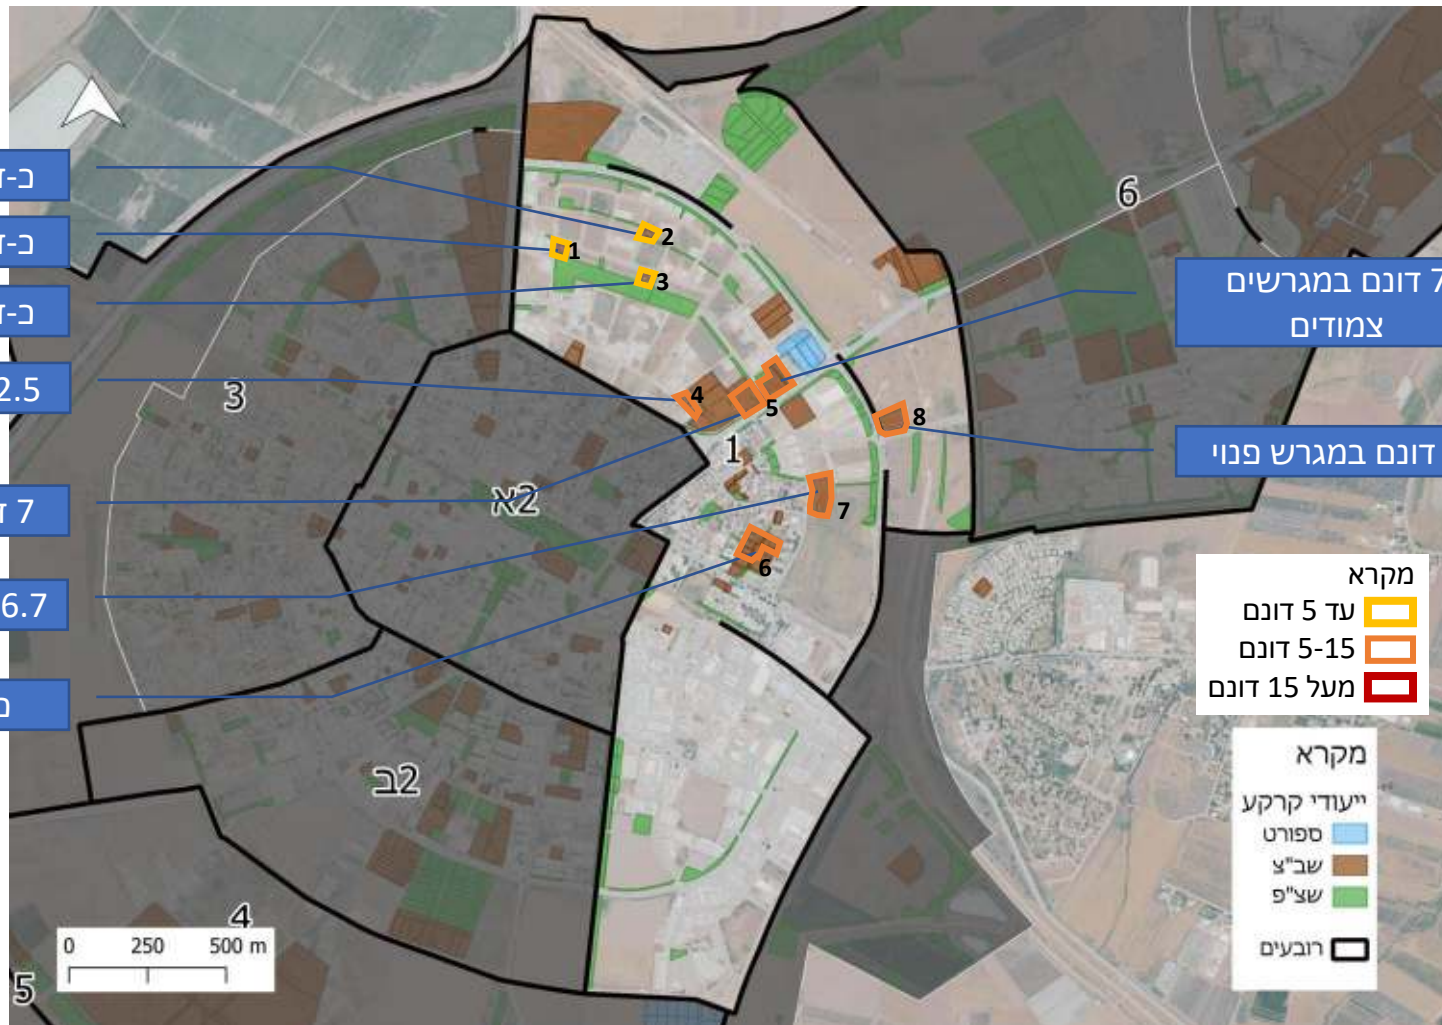 כ-ד
כ-ד
כ-ד
2.5
7 ד
6.7
1
2
3
4
5
6
7
8
6
3
1
2א
2ב
4
5
7 דונם במגרשים
צמודים
דונם במגרש פנוי
מקרא
עד 5 דונם
5-15 דונם
מעל 15 דונם
מקרא
ייעודי קרקע
ספורט
שב"צ
שצ"פ
רובעים
0 250 500 m